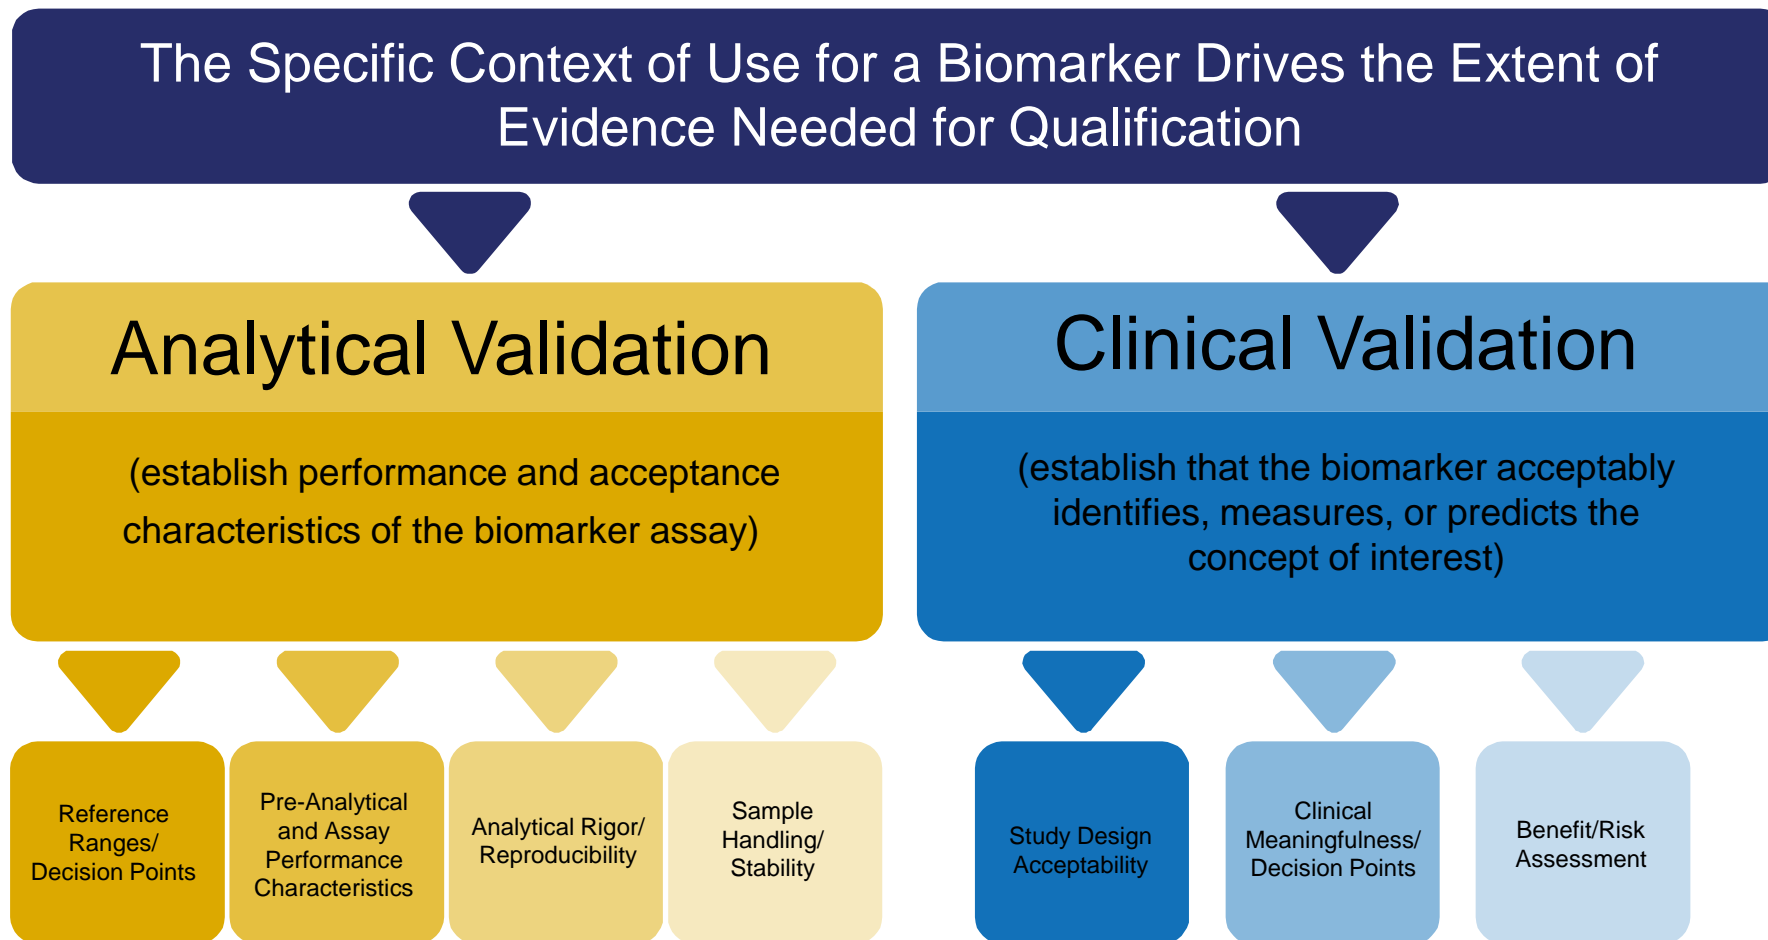 The Specific Context of Use for a Biomarker Drives the Extent of
Evidence Needed for Qualification
Analytical Validation
(establish performance and acceptance
characteristics of the biomarker assay)
Clinical Validation
(establish that the biomarker acceptably
identifies, measures, or predicts the
concept of interest)
Reference
Ranges/
Decision Points
Pre-Analytical
and Assay
Performance
Characteristics
Analytical Rigor/
Reproducibility
Sample
Handling/
Stability
Study Design
Acceptability
Clinical
Meaningfulness/
Decision Points
Benefit/Risk
Assessment